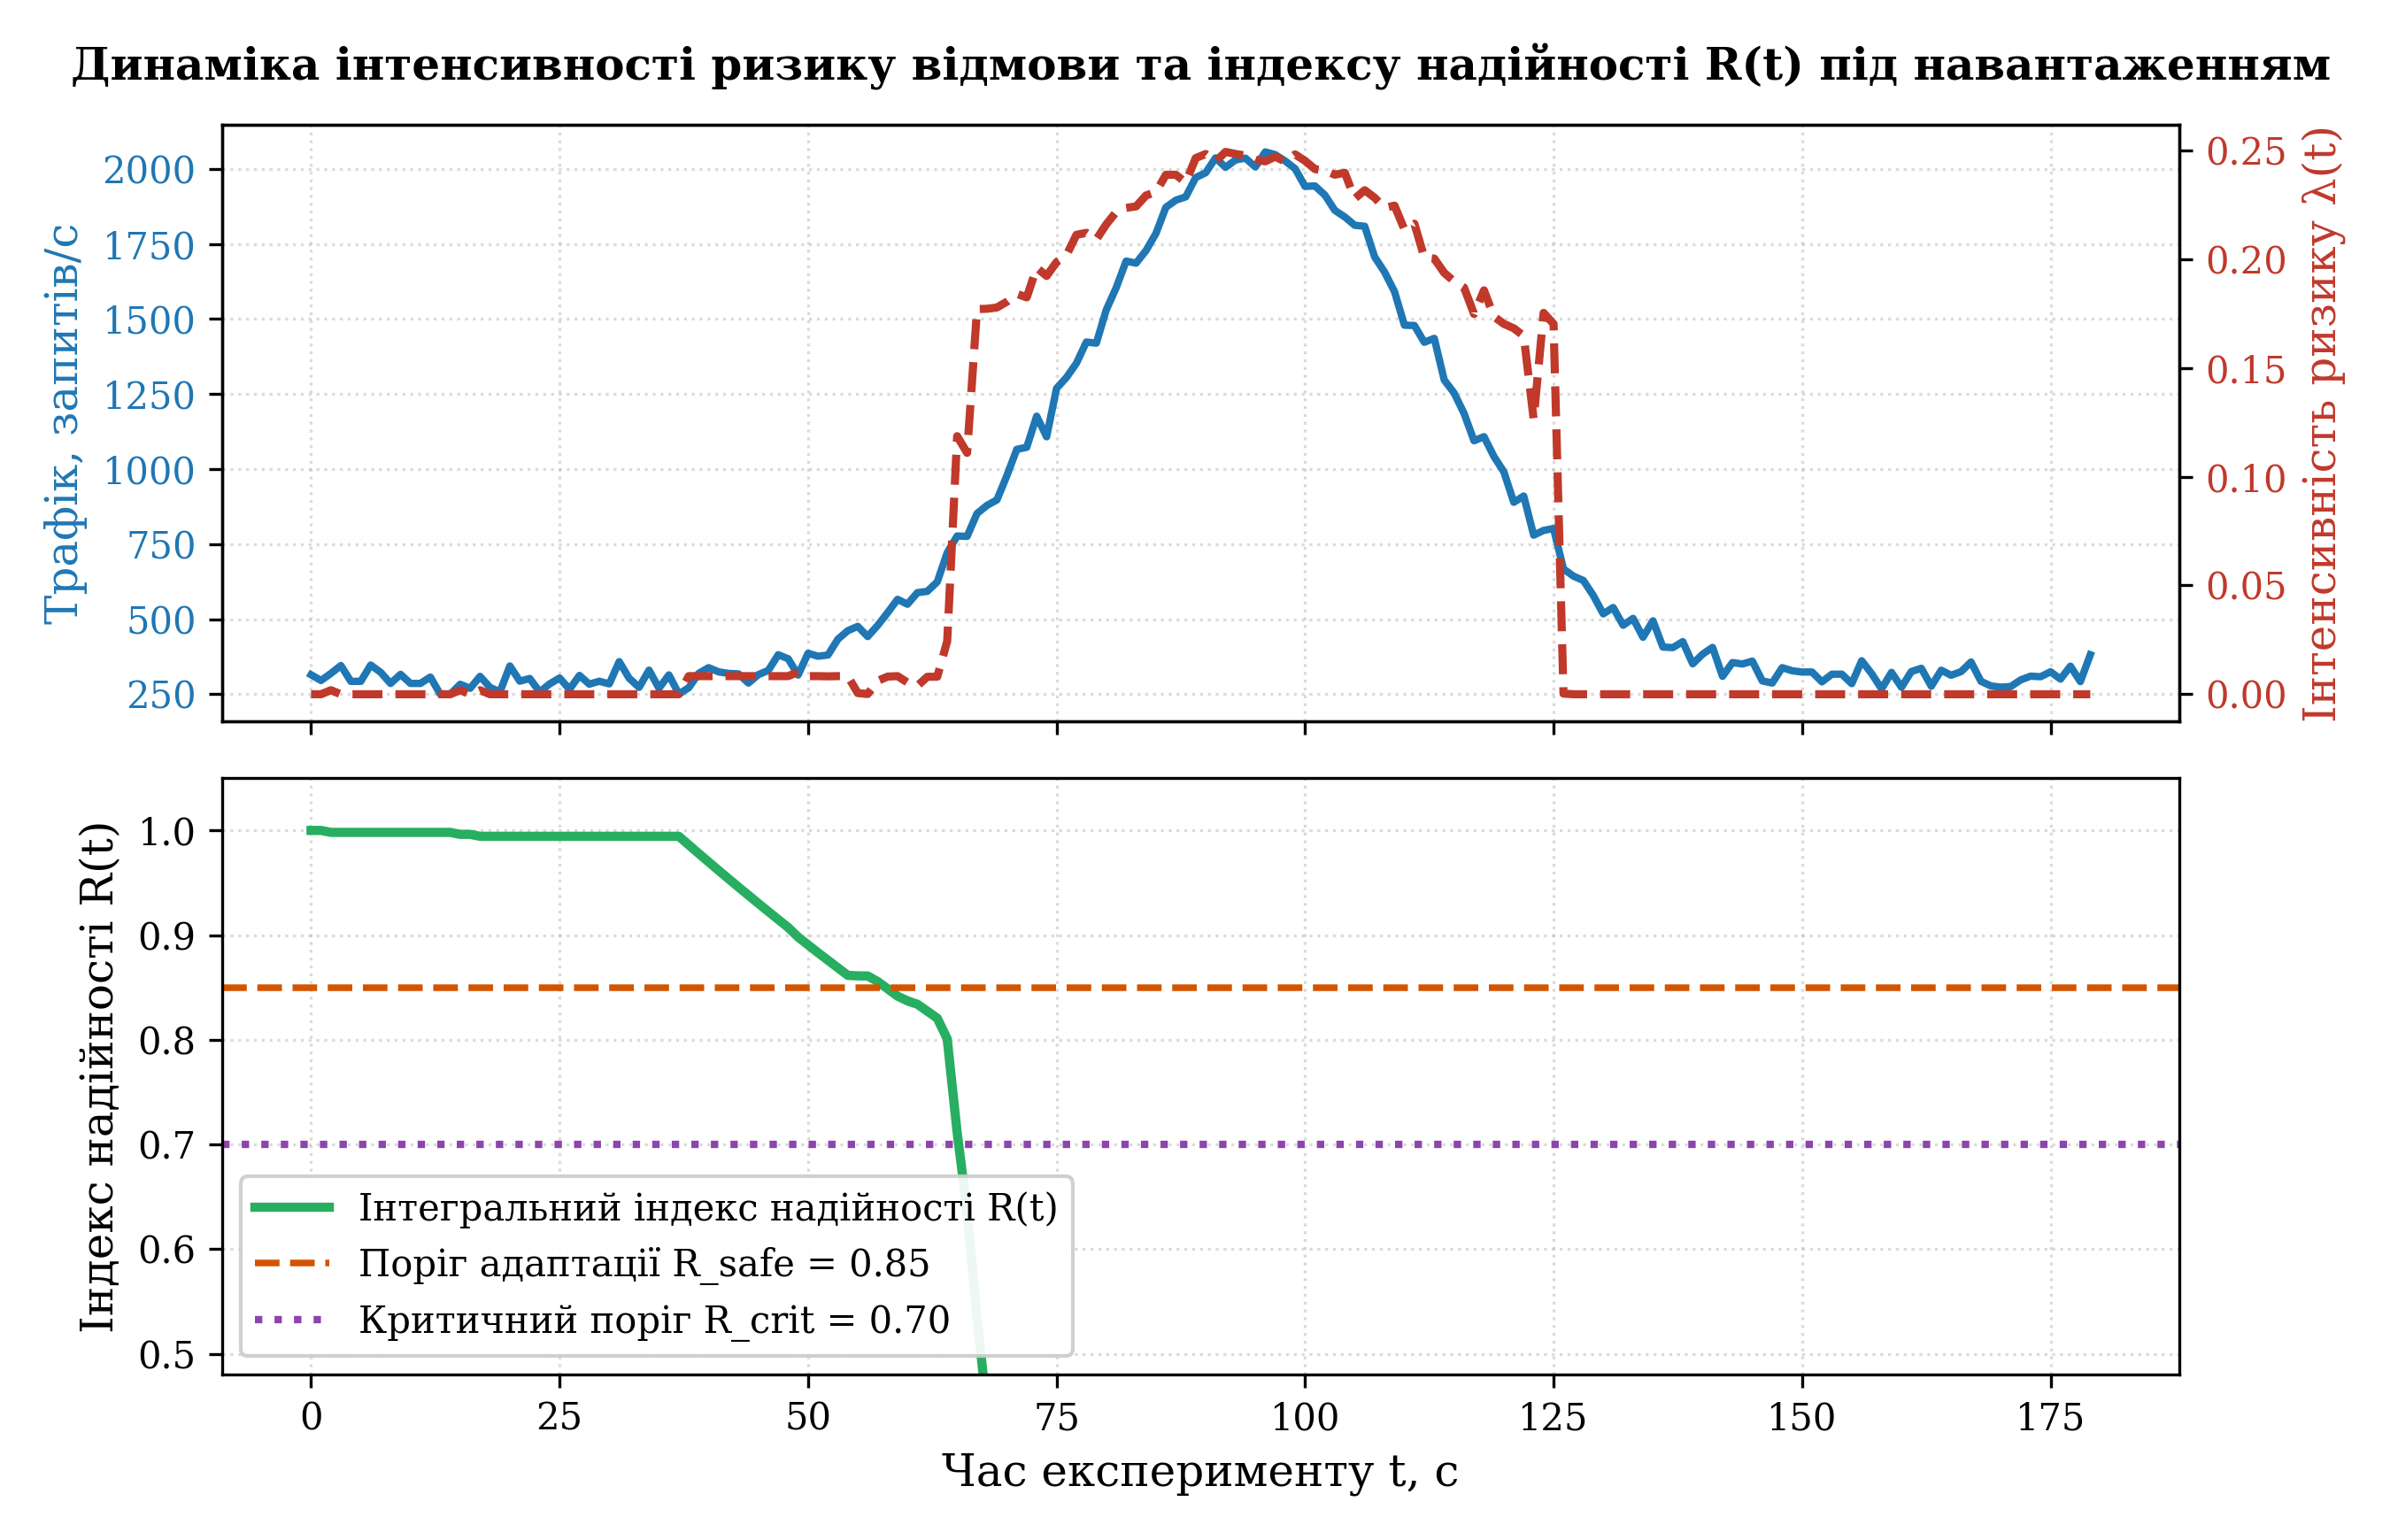 Динаміка інтенсивності ризику відмови та індексу надійності R(t) під навантаженням
Трафік, запитів/с
2000
1750
1500
1250
1000
750
500
250
0.25
0.20
0.15
0.10
0.05
0.00
Інтенсивність ризику λ(t)
Індекс надійності R(t)
1.0
0.9
0.8
0.7
0.6
0.5
Інтегральний індекс надійності R(t)
Поріг адаптації R_safe = 0.85
Критичний поріг R_crit = 0.70
0 25 50 75 100 125 150 175
Час експерименту t, с